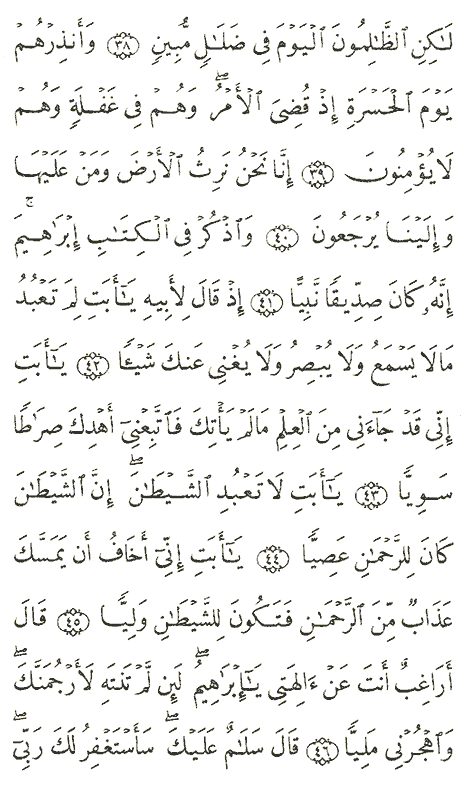 لَـٰكِنِ ٱلظَّـٰلِمُونَ ٱلْيَوْمَ فِى ضَلَـٰلٍ مُّبِينٍ ٣٨ وَأَنذِرْهُمْ
يَوْمَ ٱلْحَسْرَةِ إِذْ قُضِىَ ٱلْأَمْرُ ۖ وَهُمْ فِى غَفْلَةٍ وَهُمْ
لَا يُؤْمِنُونَ ٣٩ إِنَّا نَحْنُ نَرِثُ ٱلْأَرْضَ وَمَنْ عَلَيْهَا
وَإِلَيْنَا يُرْجَعُونَ ٤٠ وَٱذْكُرْ فِى ٱلْكِتَـٰبِ إِبْرَٰهِيمَ ۚ
إِنَّهُۥ كَانَ صِدِّيقًا نَّبِيًّا ٤١ إِذْ قَالَ لِأَبِيهِ يَـٰٓأَبَتِ لِمَ تَعْبُدُ
مَا لَا يَسْمَعُ وَلَا يُبْصِرُ وَلَا يُغْنِى عَنكَ شَيْـًٔا ٤٢ يَـٰٓأَبَتِ
إِنِّى قَدْ جَآءَنِى مِنَ ٱلْعِلْمِ مَا لَمْ يَأْتِكَ فَٱتَّبِعْنِىٓ أَهْدِكَ صِرَٰطًا
سَوِيًّا ٤٣ يَـٰٓأَبَتِ لَا تَعْبُدِ ٱلشَّيْطَـٰنَ ۖ إِنَّ ٱلشَّيْطَـٰنَ
كَانَ لِلرَّحْمَـٰنِ عَصِيًّا ٤٤ يَـٰٓأَبَتِ إِنِّىٓ أَخَافُ أَن يَمَسَّكَ
عَذَابٌ مِّنَ ٱلرَّحْمَـٰنِ فَتَكُونَ لِلشَّيْطَـٰنِ وَلِيًّا ٤٥ قَالَ
أَرَاغِبٌ أَنتَ عَنْ ءَالِهَتِى يَـٰٓإِبْرَٰهِيمُ ۖ لَئِن لَّمْ تَنتَهِ لَأَرْجُمَنَّكَ ۖ
وَٱهْجُرْنِى مَلِيًّا ٤٦ قَالَ سَلَـٰمٌ عَلَيْكَ ۖ سَأَسْتَغْفِرُ لَكَ رَبِّىٓ ۖ